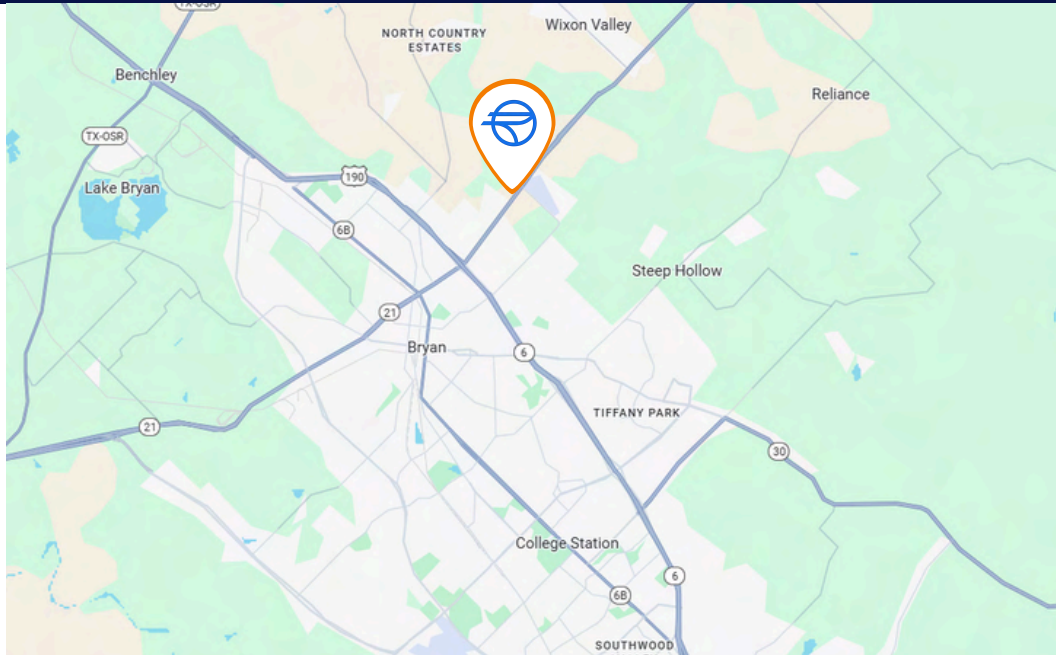 TX-OSR
Wixon Valley
NORTH COUNTRY
ESTATES
Benchley
Reliance
TX-OSR
190
Lake Bryan
6B
Steep Hollow
21
Bryan
6
TIFFANY PARK
21
30
College Station
6
6B
SOUTHWOOD